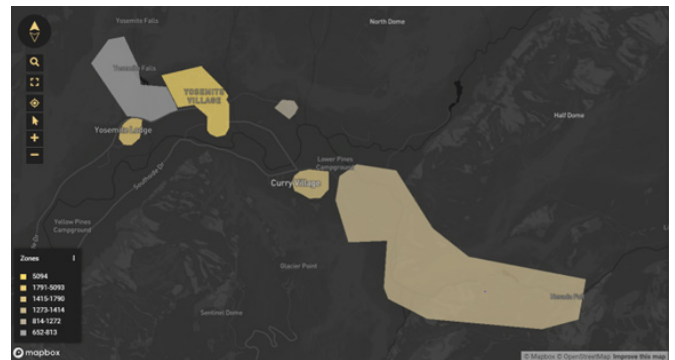 Yosemite Falls
North Dome
Yosemite Falls
YOSEMITE
VILLAGE
Half Dome
Yosemite Lodge
Lower Pines
Campground
Southside Dr
Curry Village
Yellow Pines
Campground
Glacier Point
Zones
5094
1791-5093
1415-1790
1273-1414
814-1272
652-813
Nevada Fall
Sentinel Dome
mapbox
© Mapbox © OpenStreetMap Improve this map